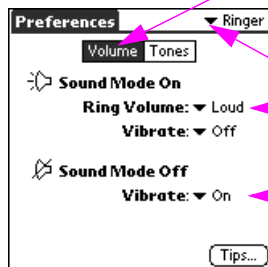 Preferences ▼ Ringer
Volume Tones
Sound Mode On
Ring Volume: ▼ Loud
Vibrate: ▼ Off
Sound Mode Off
Vibrate: ▼ On
Tips...